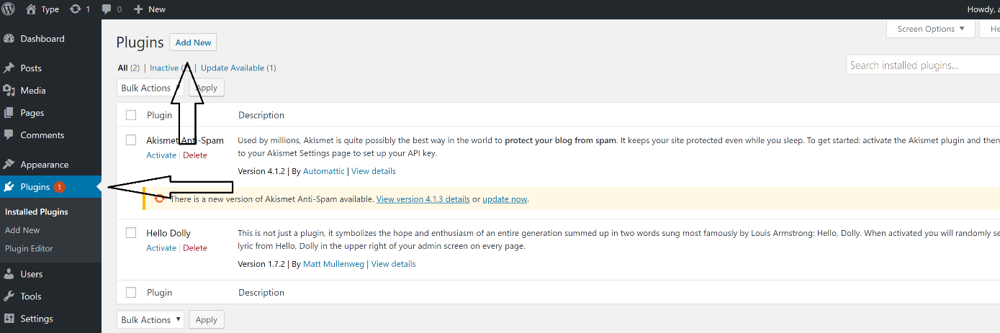 Type 1 0 New
Howdy, a
Dashboard
Posts
Media
Pages
Comments
Appearance
Plugins 1
Installed Plugins
Add New
Plugin Editor
Users
Tools
Settings
Screen Options ▼
He
Plugins Add New
All (2) | Inactive | Update Available (1)
Search installed plugins...
Bulk Actions Apply
Plugin Description
Akismet Anti-Spam
Activate | Delete
Used by millions, Akismet is quite possibly the best way in the world to protect your blog from spam. It keeps your site protected even while you sleep. To get started: activate the Akismet plugin and then
to your Akismet Settings page to set up your API key.
Version 4.1.2 | By Automattic | View details
There is a new version of Akismet Anti-Spam available. View version 4.1.3 details or update now.
Hello Dolly
Activate | Delete
This is not just a plugin, it symbolizes the hope and enthusiasm of an entire generation summed up in two words sung most famously by Louis Armstrong: Hello, Dolly. When activated you will randomly se
lyric from Hello, Dolly in the upper right of your admin screen on every page.
Version 1.7.2 | By Matt Mullenweg | View details
Plugin Description
Bulk Actions ▼ Apply